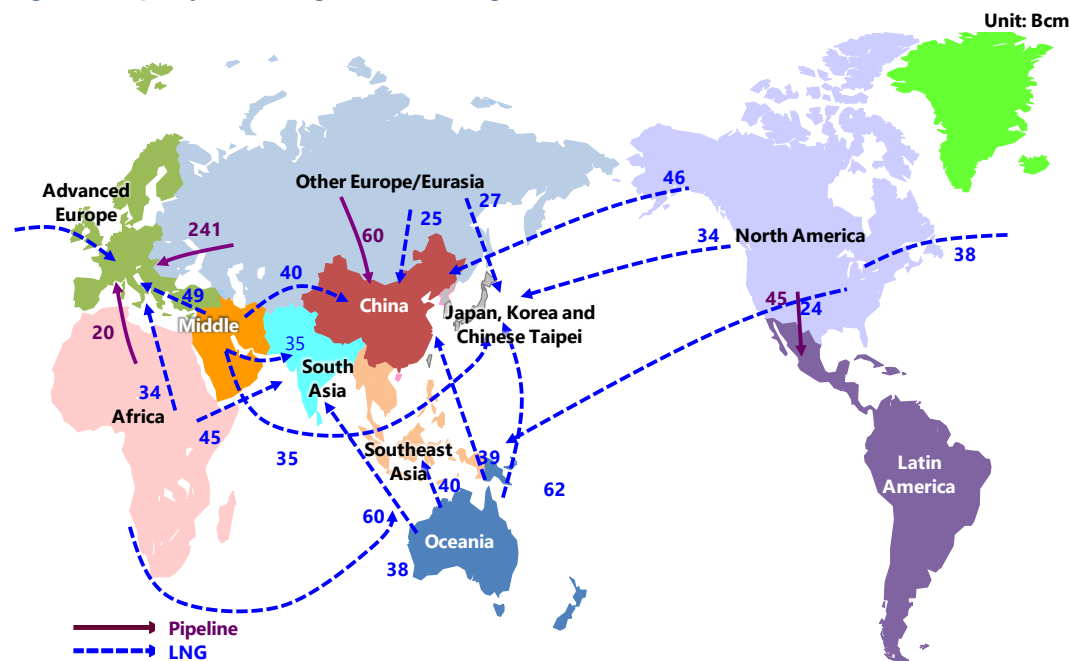 Unit: Bcm
Advanced
Europe
Other Europe/Eurasia
46
27
25
241
60
34
North America
38
40
49
China
Middle
Japan, Korea and
Chinese Taipei
45
24
20
35
South
Asia
34
Africa
45
35
Southeast
Asia
39
40
62
Latin
America
60
Oceania
38
Pipeline
LNG